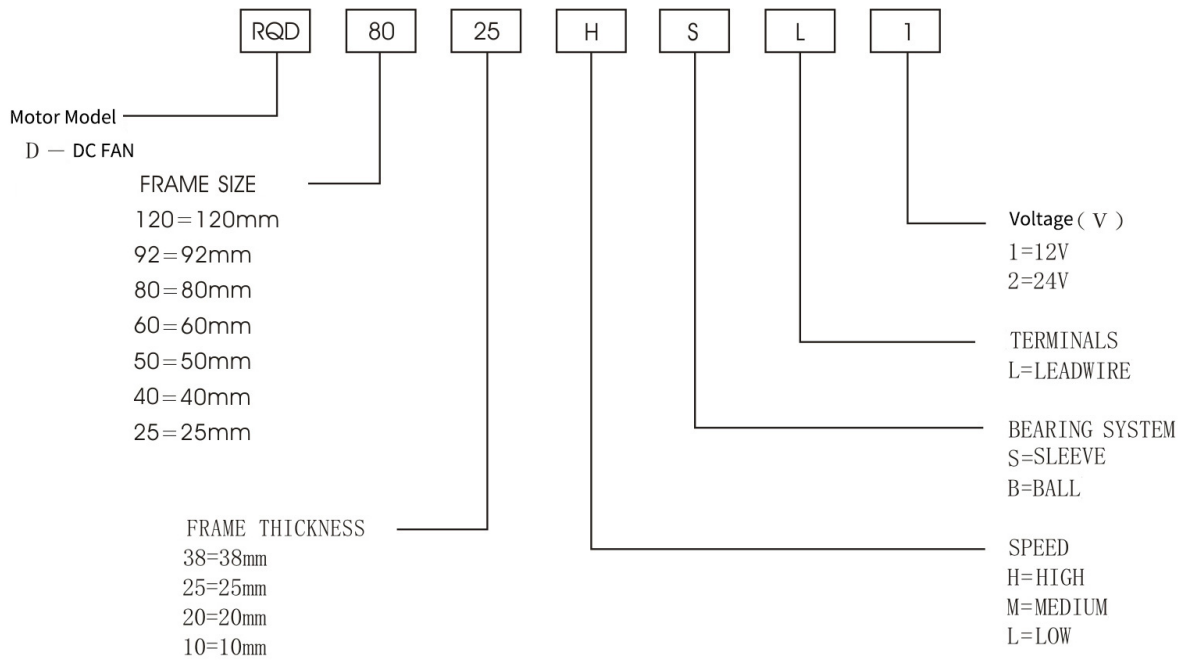 RQD 80 25 H S L 1
Motor Model
D — DC FAN
FRAME SIZE
120=120mm
92=92mm
80=80mm
60=60mm
50=50mm
40=40mm
25=25mm
FRAME THICKNESS
38=38mm
25=25mm
20=20mm
10=10mm
Voltage ( V )
1=12V
2=24V
TERMINALS
L=LEADWIRE
BEARING SYSTEM
S=SLEEVE
B=BALL
SPEED
H=HIGH
M=MEDIUM
L=LOW